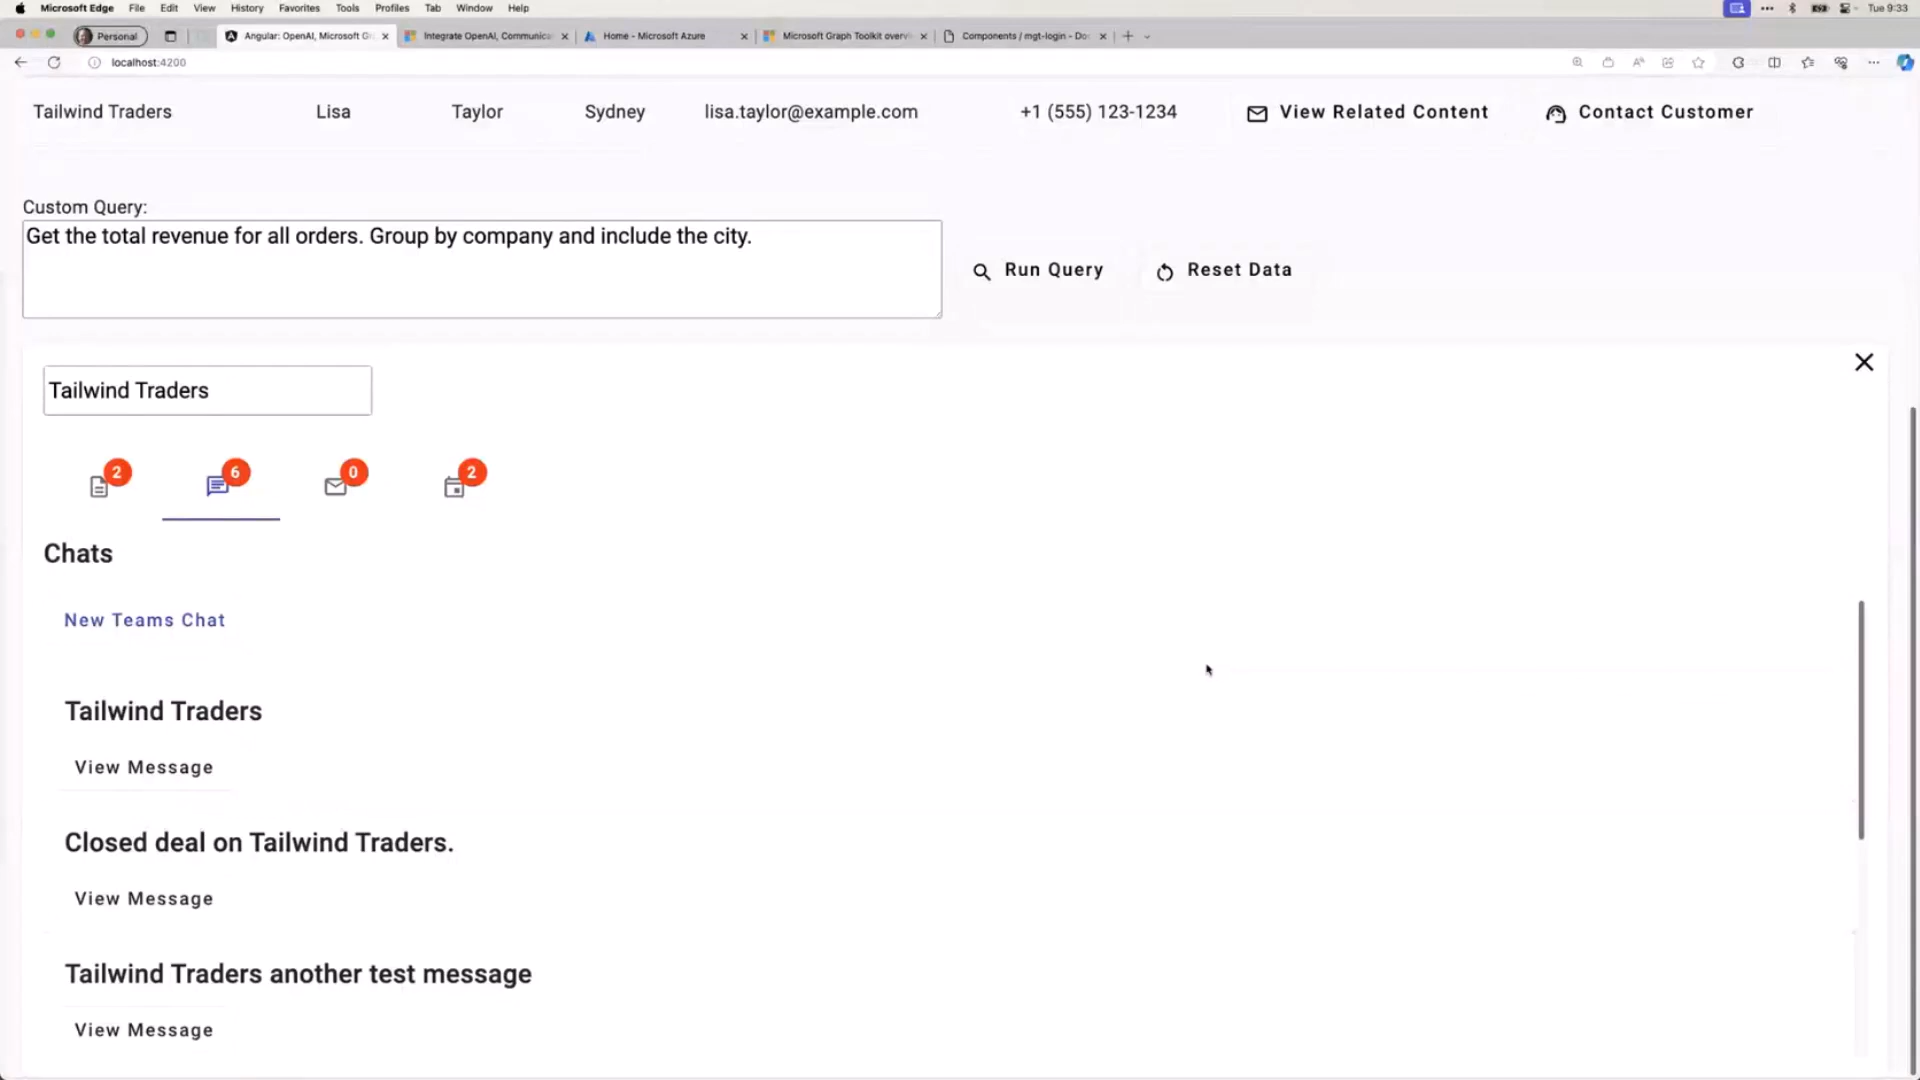 Microsoft Edge File Edit View History Favorites Tools Profiles Tab Window Help Tue 9:33
Personal Angular: OpenAI, Microsoft Gr Integrate OpenAI, Communica Home - Microsoft Azure Microsoft Graph Toolkit overvi Components / mgt-login - Do
localhost:4200
Tailwind Traders Lisa Taylor Sydney lisa.taylor@example.com +1 (555) 123-1234 View Related Content Contact Customer
Custom Query:
Get the total revenue for all orders. Group by company and include the city.
Run Query Reset Data
Tailwind Traders
2 6 0 2
Chats
New Teams Chat
Tailwind Traders
View Message
Closed deal on Tailwind Traders.
View Message
Tailwind Traders another test message
View Message